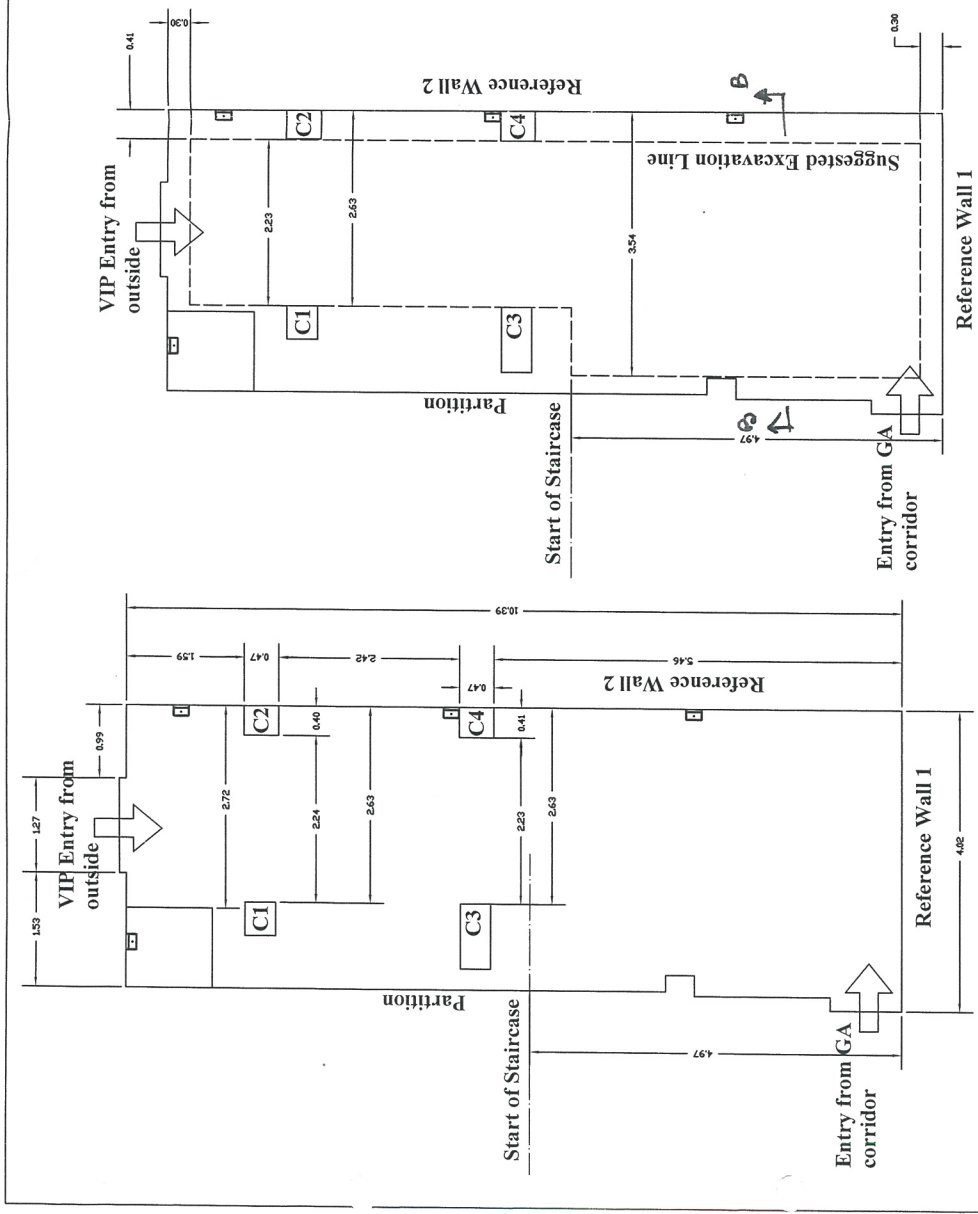 1.53
1.27
0.99
VIP Entry from
outside
2.72
2.24
2.63
2.23
2.63
C1
C2
C3
C4
0.40
0.41
1.59
0.47
2.42
0.47
5.46
10.39
Partition
Reference Wall 2
Start of Staircase
4.97
Entry from GA
corridor
Reference Wall 1
4.02
0.41
0.30
VIP Entry from
outside
2.23
2.63
3.54
C1
C2
C3
C4
Partition
Reference Wall 2
B
Suggested Excavation Line
Start of Staircase
4.97
B
Entry from GA
corridor
Reference Wall 1
0.30